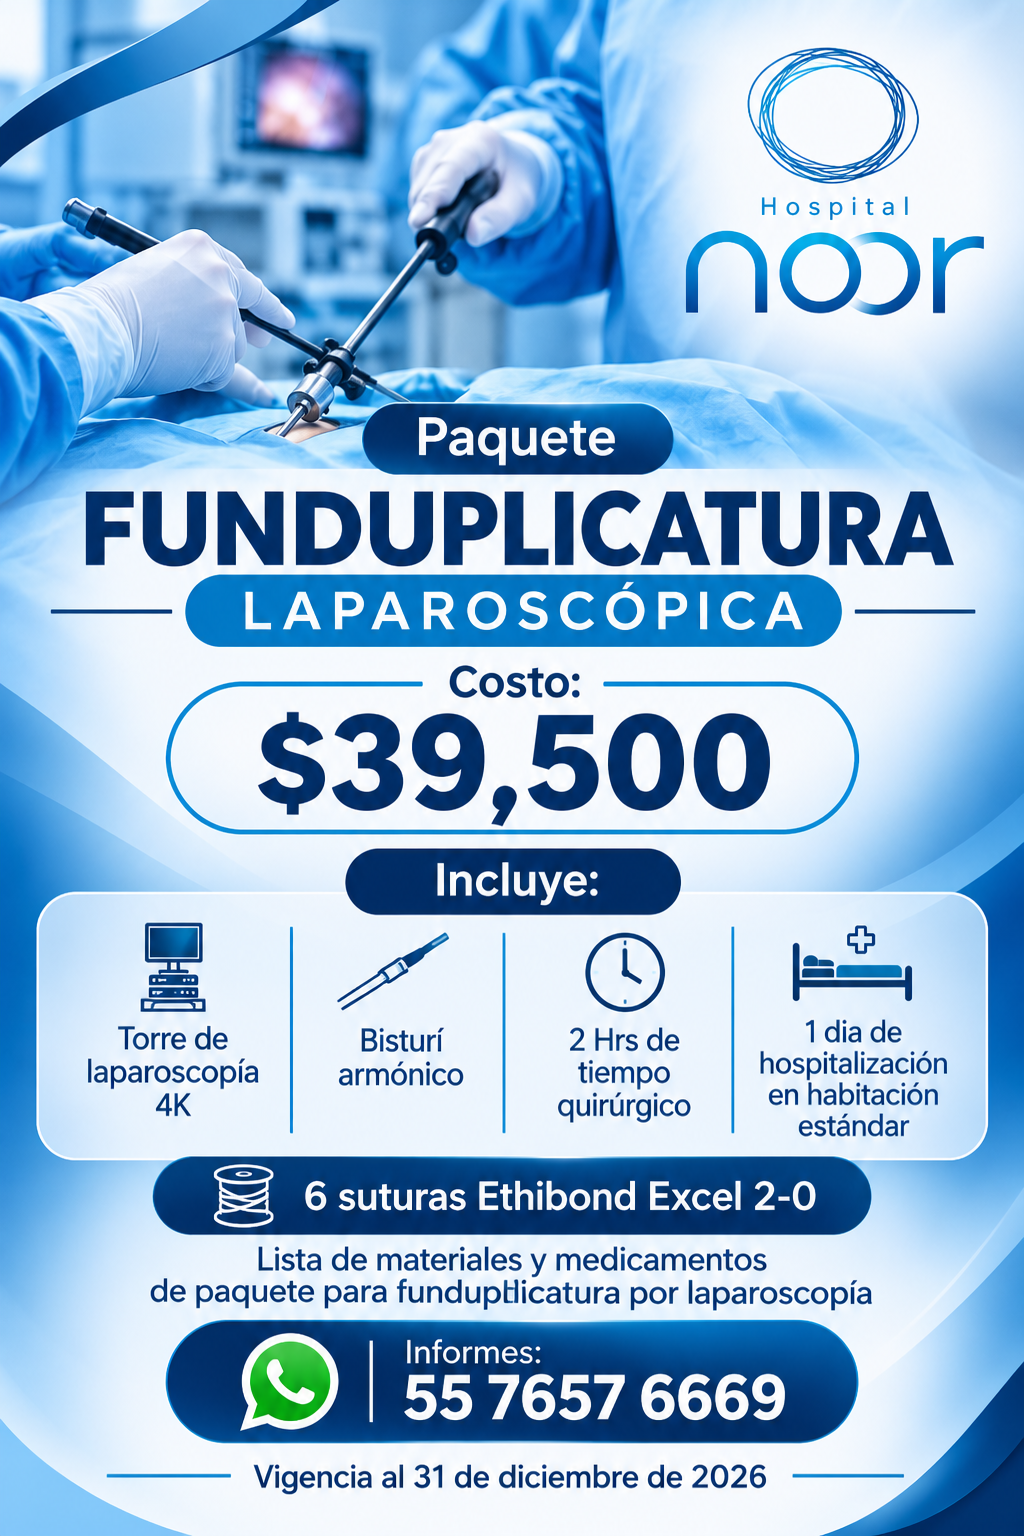 Hospital
noor
Paquete
FUNDUPLICATURA
LAPAROSCÓPICA
Costo:
$39,500
Incluye:
Torre de
laparoscopía
4K
Bisturí
armónico
2 Hrs de
tiempo
quirúrgico
1 dia de
hospitalización
en habitación
estándar
6 suturas Ethibond Excel 2-0
Lista de materiales y medicamentos
de paquete para funduplicatura por laparoscopía
Informes:
55 7657 6669
Vigencia al 31 de diciembre de 2026